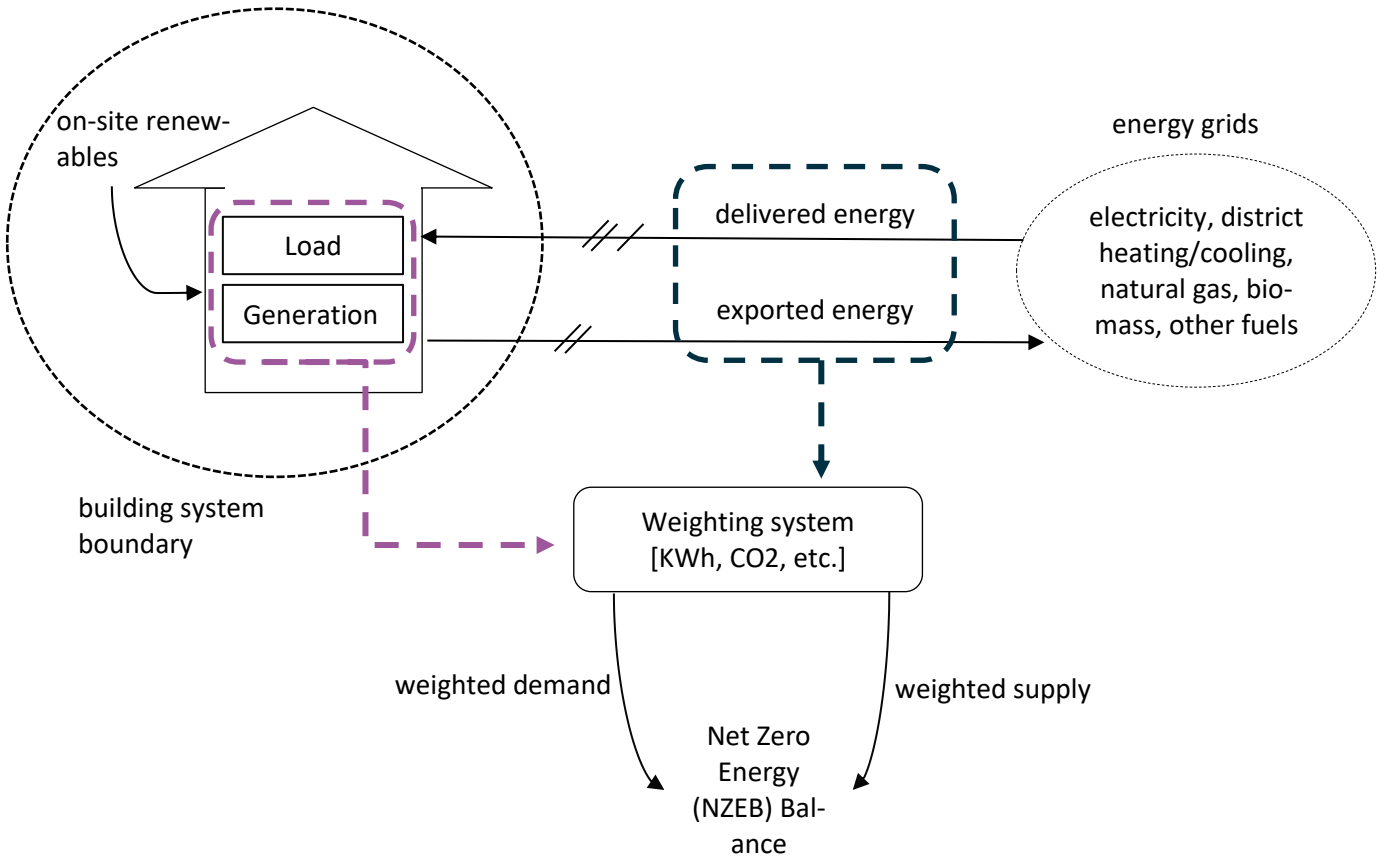 on-site renew-
ables
Load
Generation
building system
boundary
delivered energy
exported energy
energy grids
electricity, district
heating/cooling,
natural gas, bio-
mass, other fuels
Weighting system
[KWh, CO2, etc.]
weighted demand
weighted supply
Net Zero
Energy
(NZEB) Bal-
ance